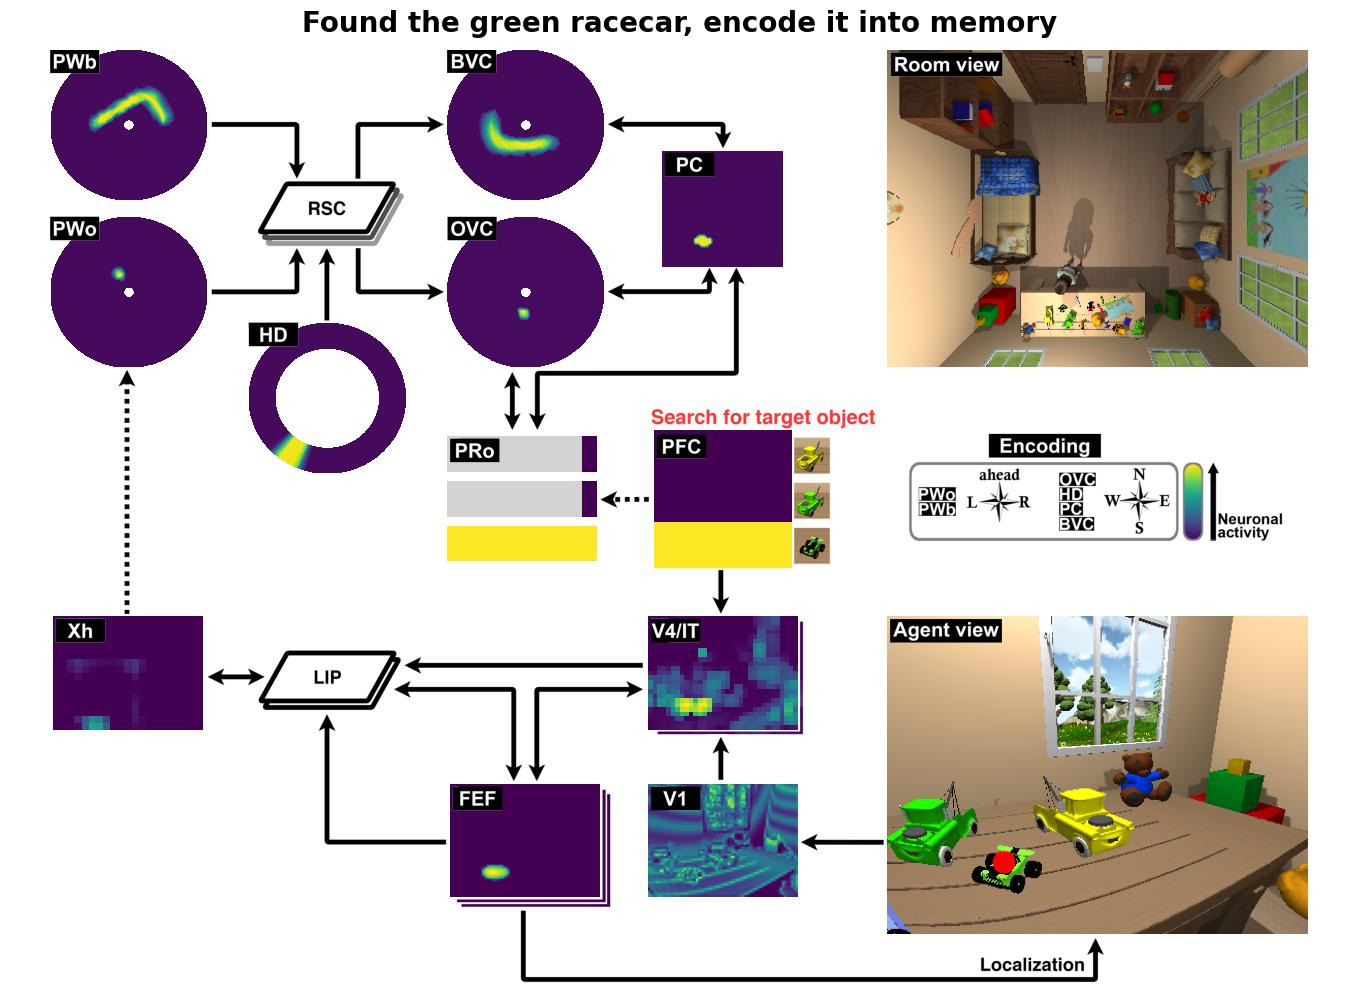 Found the green racecar, encode it into memory
PWb
BVC
Room view
PC
RSC
PWo
OVC
HD
Search for target object
PRo
PFC
Encoding
ahead
PWo
PWb
L
R
OVC
HD
PC
BVC
N
W
E
S
Neuronal
activity
Xh
LIP
V4/IT
Agent view
FEF
V1
Localization